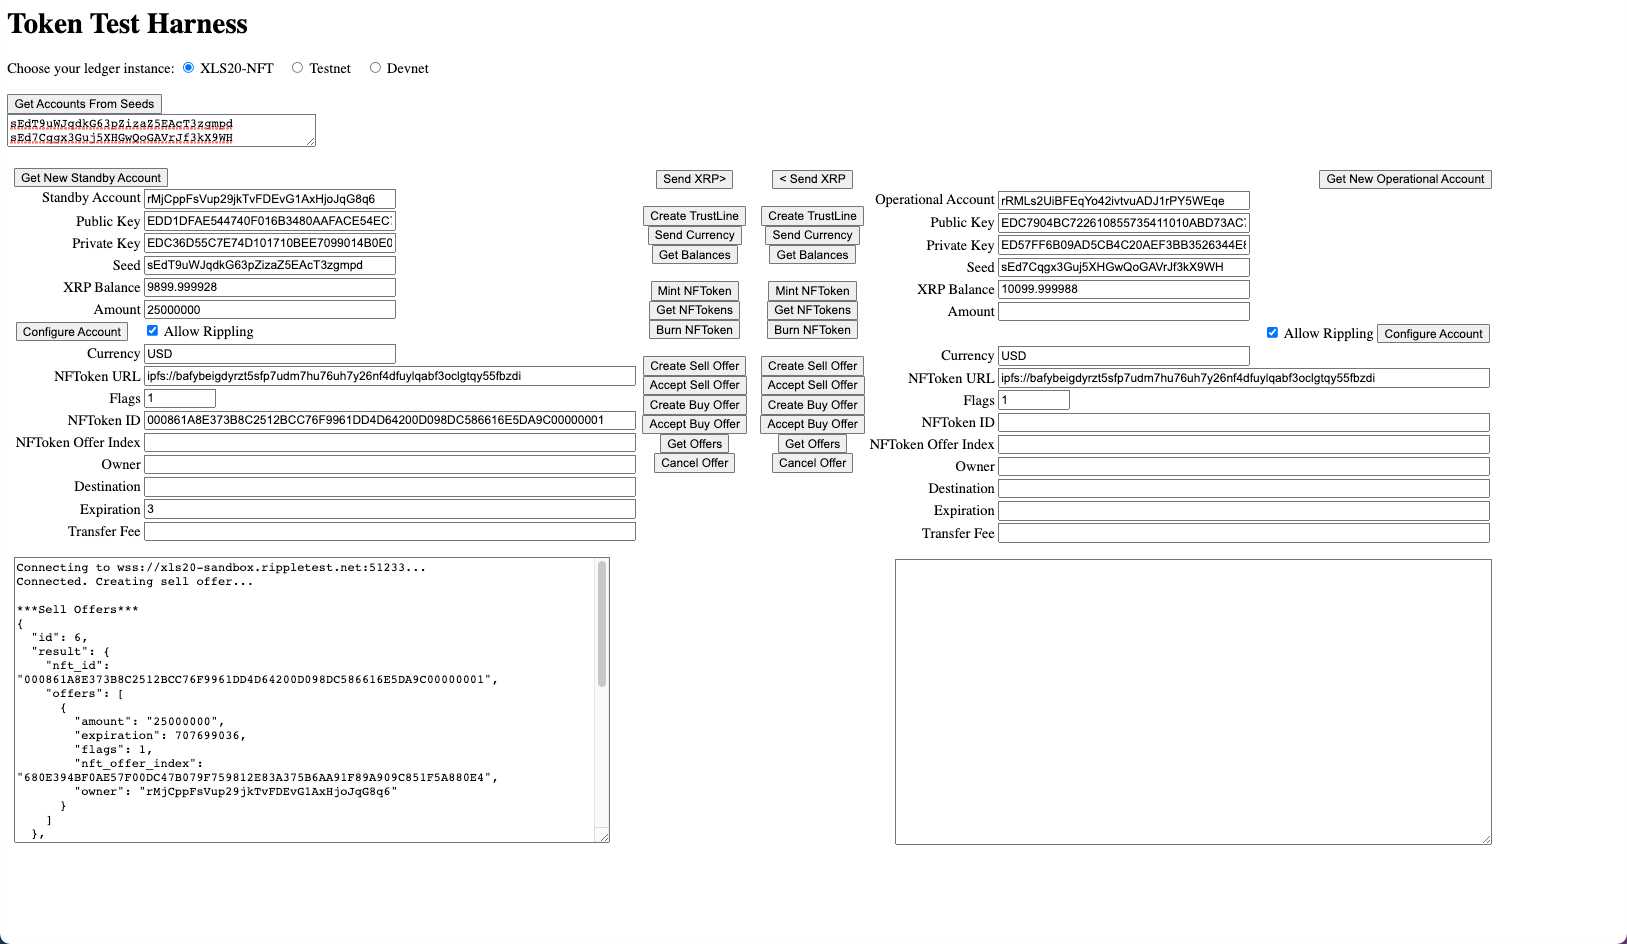 Token Test Harness
Choose your ledger instance: XLS20-NFT Testnet Devnet
Get Accounts From Seeds
sEdT9uWJqdkG63pZizaZ5EAcT3zgmpd
sEd7Cqgx3Guj5XHGwQoGAVrJf3kX9WH
Get New Standby Account
Standby Account rMjCppFsVup29jkTvFDEvG1AxHjoJqG8q6
Public Key EDD1DFAE544740F016B3480AAFACE54EC
Private Key EDC36D55C7E74D101710BEE7099014B0E0
Seed sEdT9uWJqdkG63pZizaZ5EAcT3zgmpd
XRP Balance 9899.999928
Amount 25000000
Configure Account Allow Rippling
Currency USD
NFToken URL ipfs://bafybeigdyrzt5sfp7udm7hu76uh7y26nf4dfuylqabf3oclgtqy55fbzdi
Flags 1
NFToken ID 000861A8E373B8C2512BCC76F9961DD4D64200D098DC586616E5DA9C00000001
NFToken Offer Index
Owner
Destination
Expiration 3
Transfer Fee
Send XRP>
Create TrustLine
Send Currency
Get Balances
Mint NFToken
Get NFTokens
Burn NFToken
Create Sell Offer
Accept Sell Offer
Create Buy Offer
Accept Buy Offer
Get Offers
Cancel Offer
< Send XRP
Create TrustLine
Send Currency
Get Balances
Mint NFToken
Get NFTokens
Burn NFToken
Create Sell Offer
Accept Sell Offer
Create Buy Offer
Accept Buy Offer
Get Offers
Cancel Offer
Get New Operational Account
Operational Account rRMLs2UiBFEqYo42ivtvuADJ1rPY5WEqe
Public Key EDC7904BC722610855735411010ABD73AC
Private Key ED57FF6B09AD5CB4C20AEF3BB3526344E
Seed sEd7Cqgx3Guj5XHGwQoGAVrJf3kX9WH
XRP Balance 10099.999988
Amount
Allow Rippling Configure Account
Currency USD
NFToken URL ipfs://bafybeigdyrzt5sfp7udm7hu76uh7y26nf4dfuylqabf3oclgtqy55fbzdi
Flags 1
NFToken ID
NFToken Offer Index
Owner
Destination
Expiration
Transfer Fee
Connecting to wss://xls20-sandbox.rippletest.net:51233...
Connected. Creating sell offer...
***Sell Offers***
{
"id": 6,
"result": {
"nft_id":
"000861A8E373B8C2512BCC76F9961DD4D64200D098DC586616E5DA9C00000001",
"offers": [
{
"amount": "25000000",
"expiration": 707699036,
"flags": 1,
"nft_offer_index":
"680E394BF0AE57F00DC47B079F759812E83A375B6AA91F89A909C851F5A880E4",
"owner": "rMjCppFsVup29jkTvFDEvG1AxHjoJqG8q6"
}
]
},